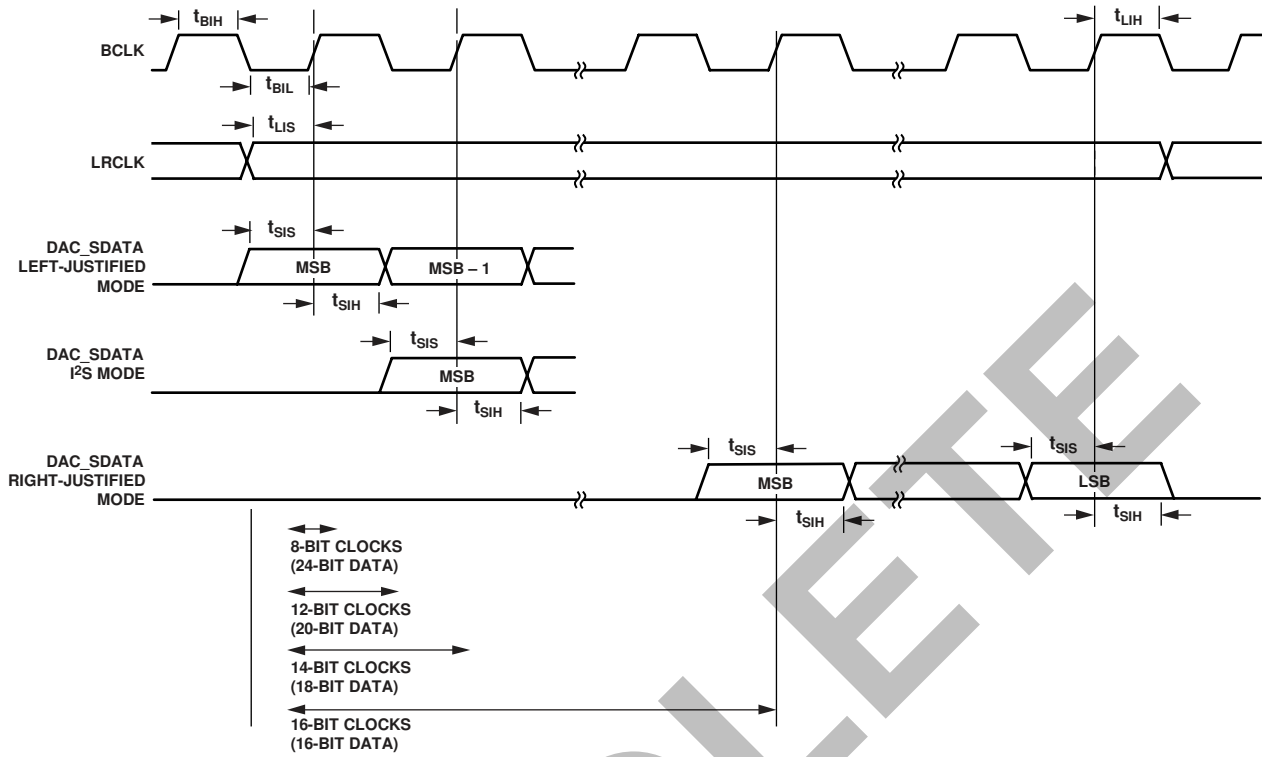 tBIH
tLIH
BCLK
tBIL
tLIS
LRCLK
tSIS
DAC_SDATA
LEFT-JUSTIFIED
MODE
MSB
MSB – 1
tSIH
tSIS
DAC_SDATA
I2S MODE
MSB
tSIH
tSIS
tSIS
DAC_SDATA
RIGHT-JUSTIFIED
MODE
MSB
LSB
tSIH
tSIH
8-BIT CLOCKS
(24-BIT DATA)
12-BIT CLOCKS
(20-BIT DATA)
14-BIT CLOCKS
(18-BIT DATA)
16-BIT CLOCKS
(16-BIT DATA)
LETE